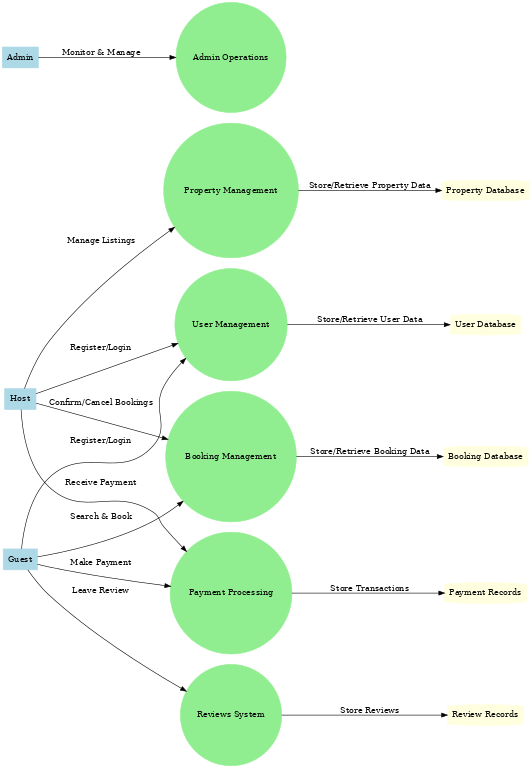 Admin
Monitor & Manage
Admin Operations
Property Management
Store/Retrieve Property Data
Property Database
Manage Listings
User Management
Store/Retrieve User Data
User Database
Register/Login
Host
Confirm/Cancel Bookings
Register/Login
Booking Management
Store/Retrieve Booking Data
Booking Database
Receive Payment
Search & Book
Guest
Make Payment
Payment Processing
Store Transactions
Payment Records
Leave Review
Reviews System
Store Reviews
Review Records